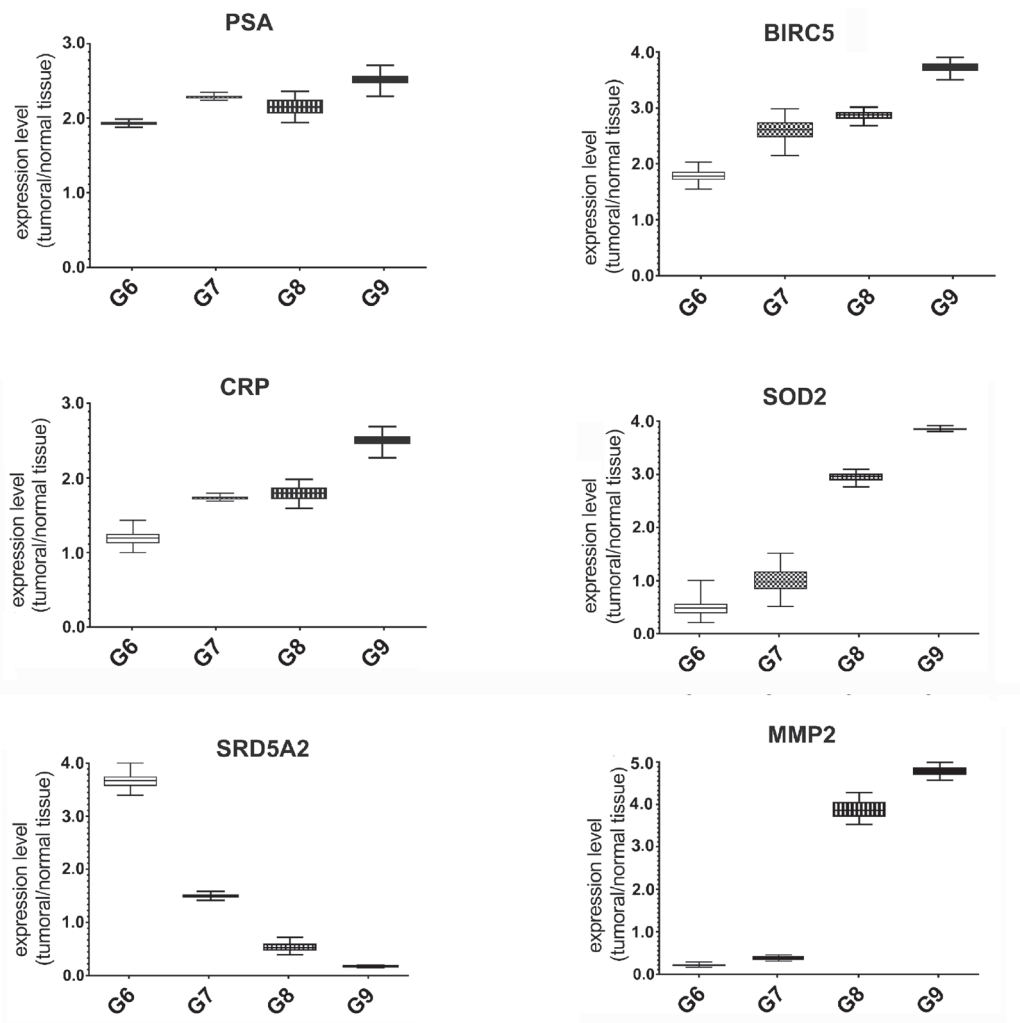 PSA
3.0
2.0
1.0
0.0
expression level
(tumoral/normal tissue)
G6
G7
G8
G9
BIRC5
4.0
3.0
2.0
1.0
0.0
expression level
(tumoral/normal tissue)
G6
G7
G8
G9
CRP
3.0
2.0
1.0
0.0
expression level
(tumoral/normal tissue)
G6
G7
G8
G9
SOD2
4.0
3.0
2.0
1.0
0.0
expression level
(tumoral/normal tissue)
G6
G7
G8
G9
SRD5A2
4.0
3.0
2.0
1.0
0.0
expression level
(tumoral/normal tissue)
G6
G7
G8
G9
MMP2
5.0
4.0
3.0
2.0
1.0
0.0
expression level
(tumoral/normal tissue)
G6
G7
G8
G9